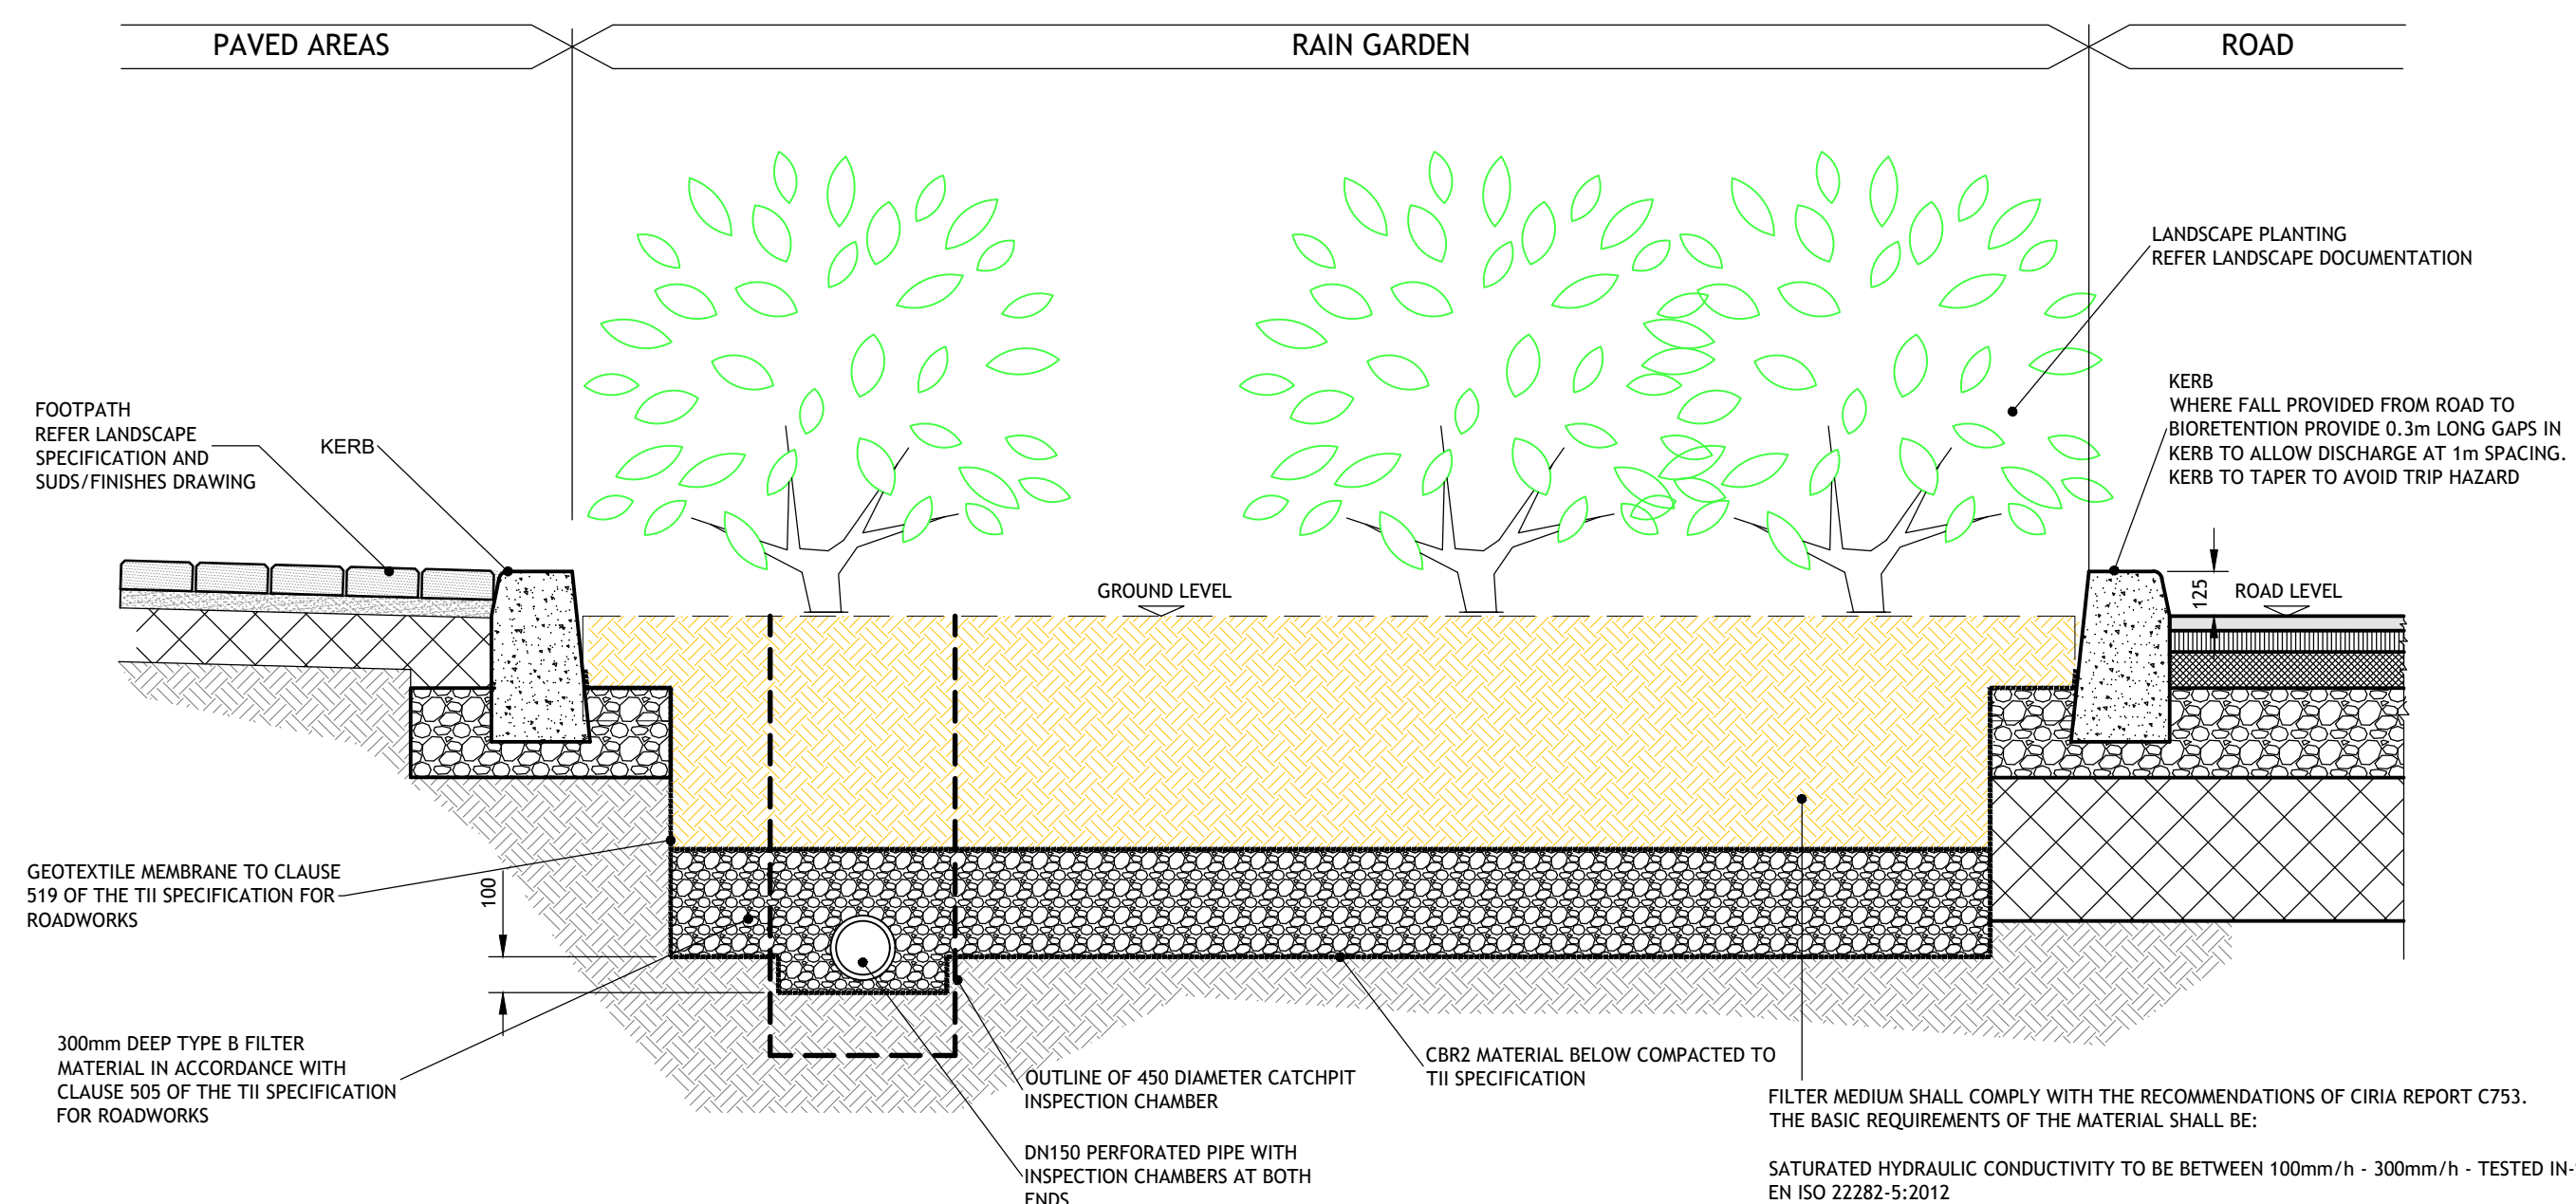 PAVED AREAS
RAIN GARDEN
ROAD
LANDSCAPE PLANTING
REFER LANDSCAPE DOCUMENTATION
KERB
WHERE FALL PROVIDED FROM ROAD TO
BIORETENTION PROVIDE 0.3m LONG GAPS IN
KERB TO ALLOW DISCHARGE AT 1m SPACING.
KERB TO TAPER TO AVOID TRIP HAZARD
FOOTPATH
REFER LANDSCAPE
SPECIFICATION AND
SUDS/FINISHES DRAWING
KERB
GROUND LEVEL
125
ROAD LEVEL
GEOTEXTILE MEMBRANE TO CLAUSE
519 OF THE TII SPECIFICATION FOR
ROADWORKS
100
300mm DEEP TYPE B FILTER
MATERIAL IN ACCORDANCE WITH
CLAUSE 505 OF THE TII SPECIFICATION
FOR ROADWORKS
OUTLINE OF 450 DIAMETER CATCHPIT
INSPECTION CHAMBER
DN150 PERFORATED PIPE WITH
INSPECTION CHAMBERS AT BOTH
ENDS
CBR2 MATERIAL BELOW COMPACTED TO
TII SPECIFICATION
FILTER MEDIUM SHALL COMPLY WITH THE RECOMMENDATIONS OF CIRIA REPORT C753.
THE BASIC REQUIREMENTS OF THE MATERIAL SHALL BE:
SATURATED HYDRAULIC CONDUCTIVITY TO BE BETWEEN 100mm/h - 300mm/h - TESTED IN-
EN ISO 22282-5:2012